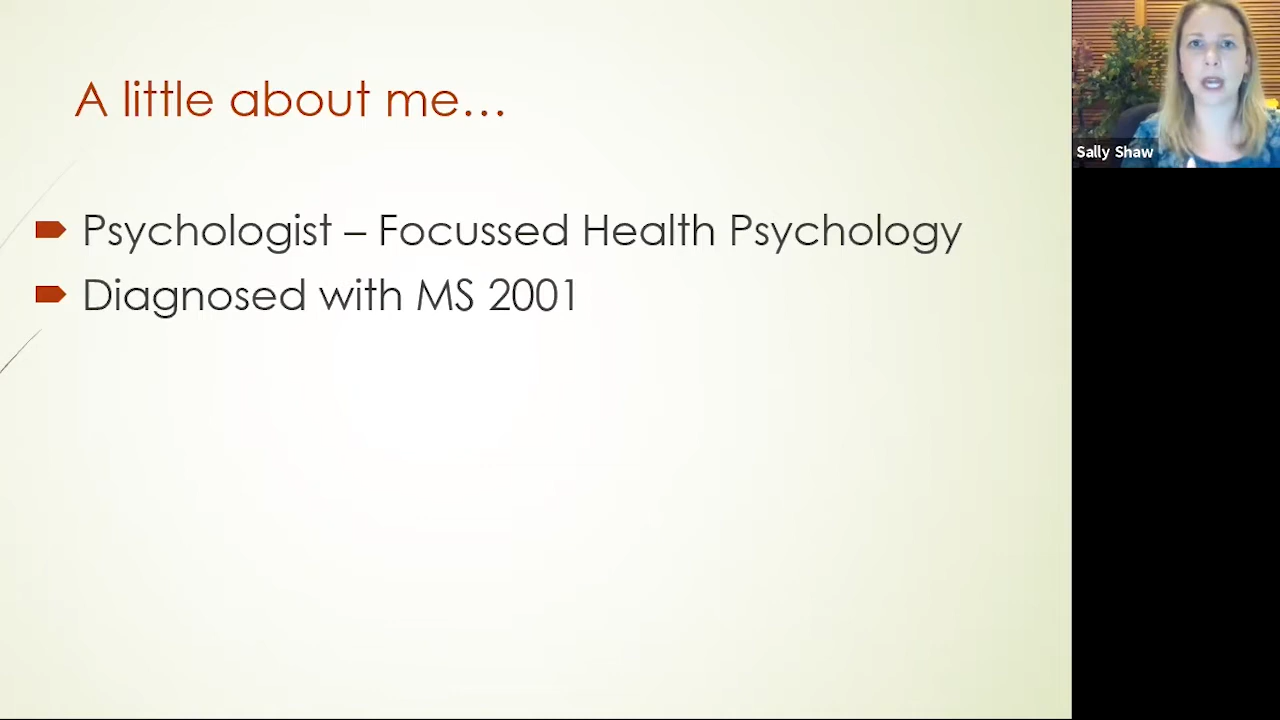 A little about me…
Psychologist – Focussed Health Psychology
Diagnosed with MS 2001
Sally Shaw